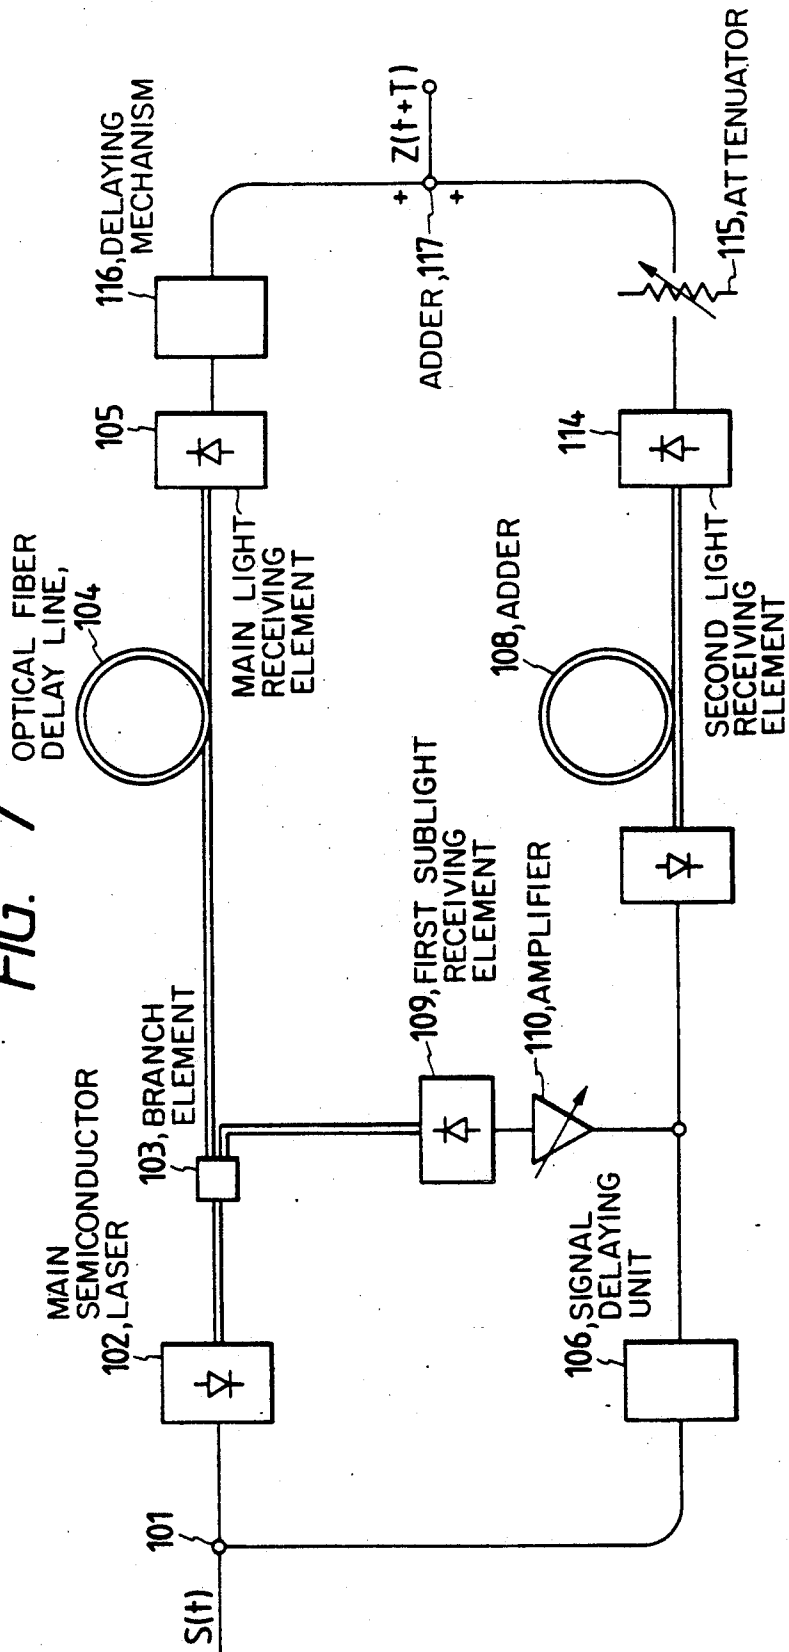 FIG. 7
S(t)
101
MAIN
SEMICONDUCTOR
102, LASER
103, BRANCH
ELEMENT
OPTICAL FIBER
DELAY LINE,
104
105
MAIN LIGHT
RECEIVING
ELEMENT
116, DELAYING
MECHANISM
109, FIRST SUBLIGHT
RECEIVING
ELEMENT
110, AMPLIFIER
106, SIGNAL
DELAYING
UNIT
108, ADDER
114
SECOND LIGHT
RECEIVING
ELEMENT
115, ATTENUATOR
ADDER, 117
+
+
Z(t+T)